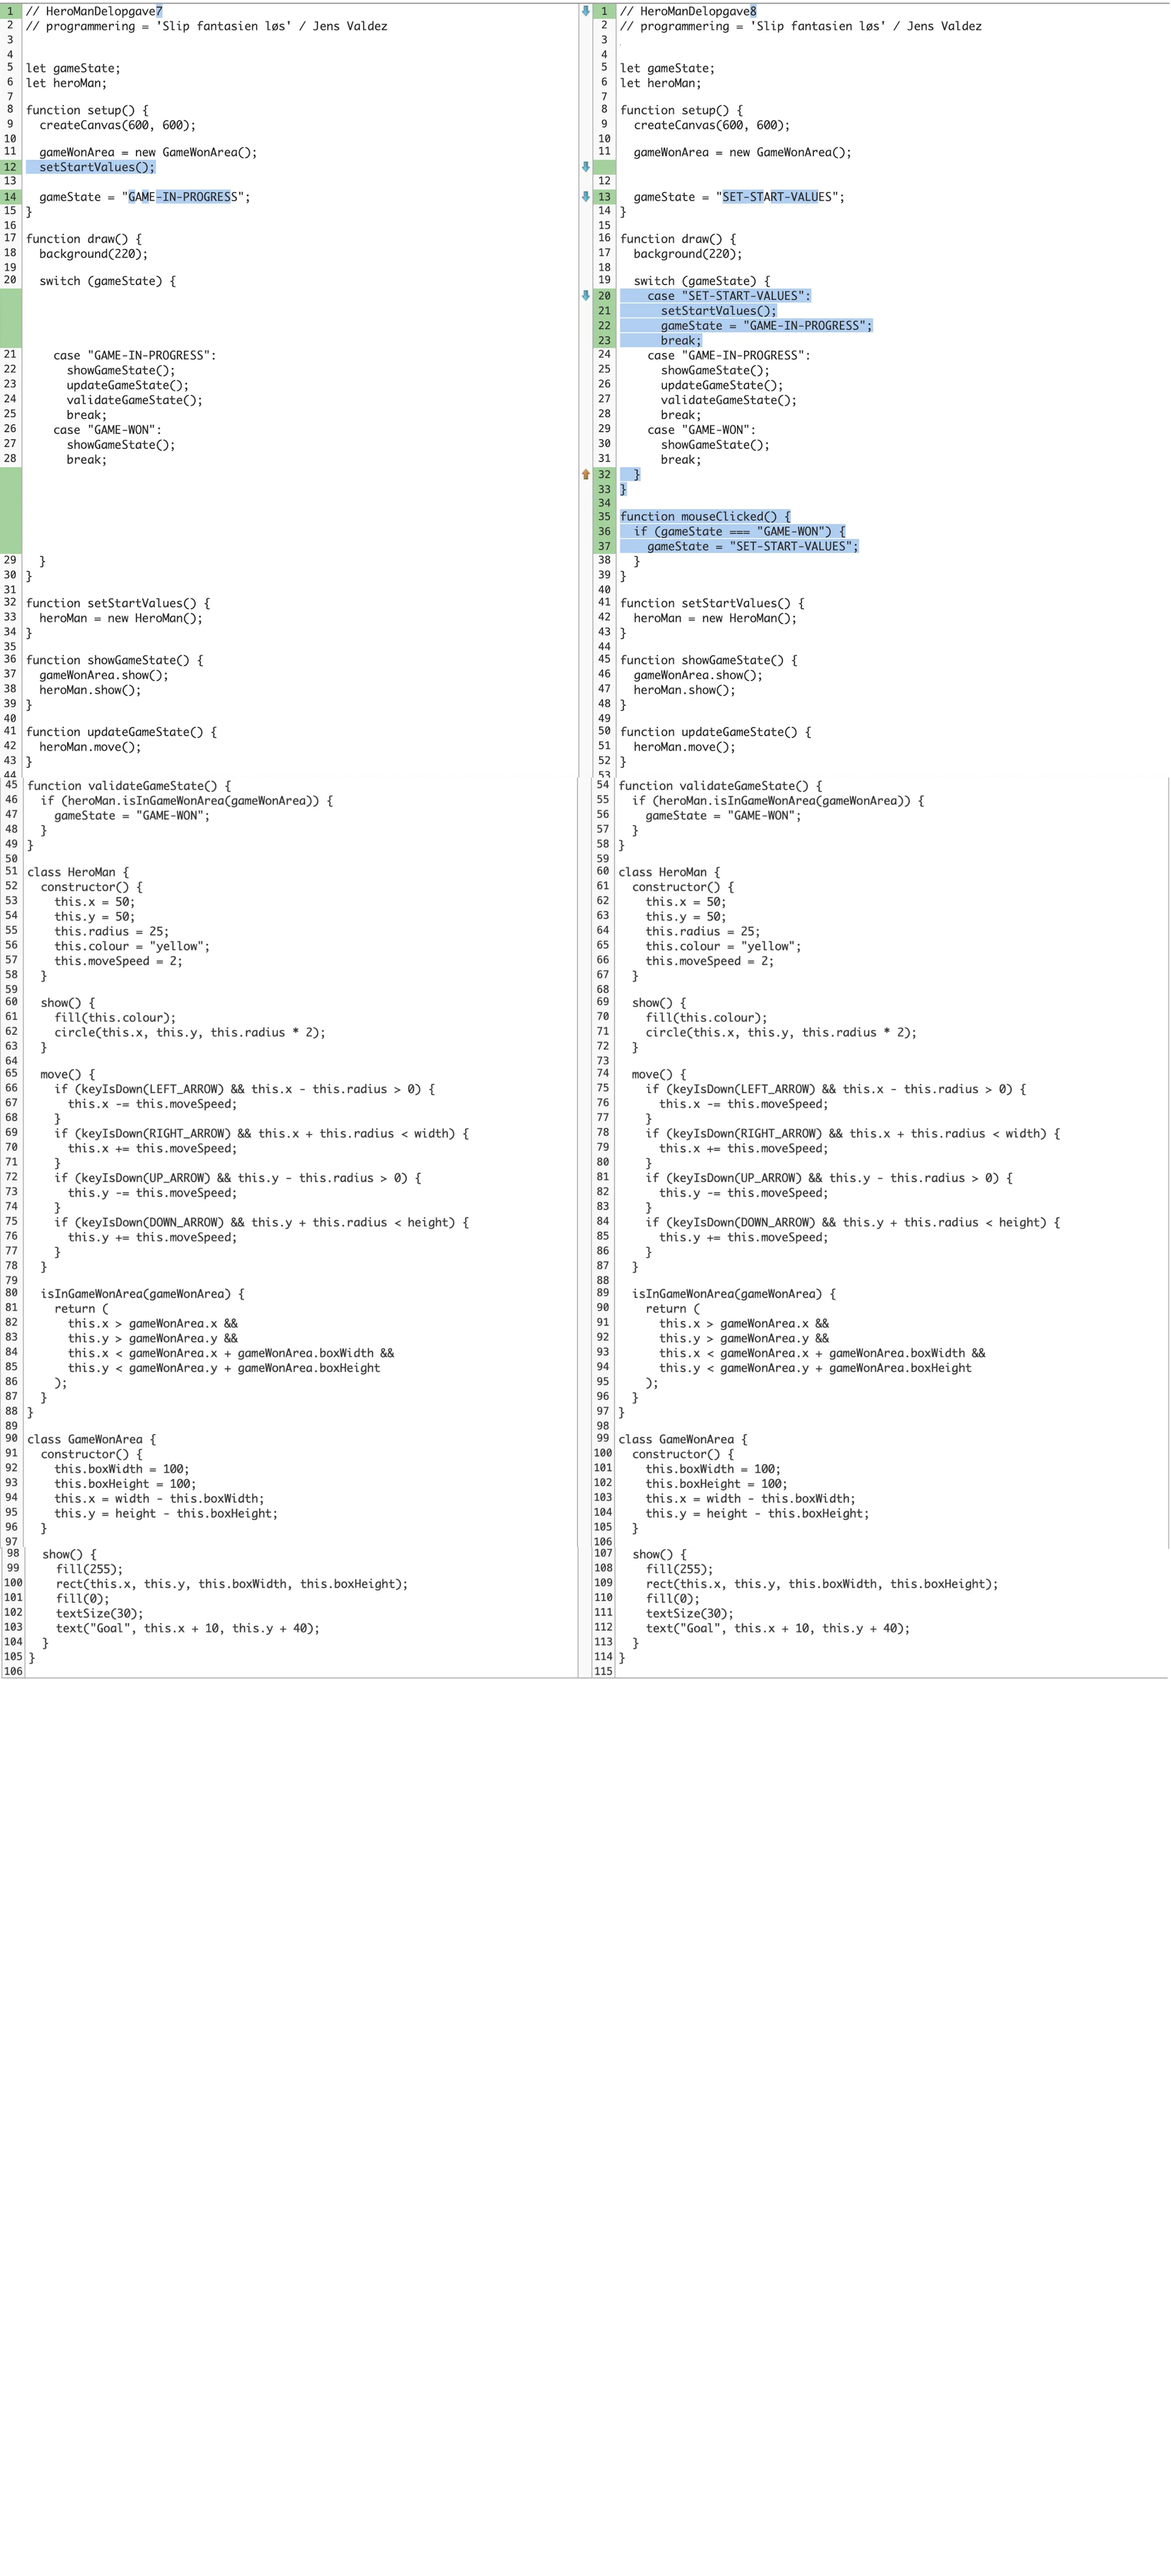 1 // HeroManDelopgave7
2 // programmering = 'Slip fantasien løs' / Jens Valdez
3
4
5 let gameState;
6 let heroMan;
7
8 function setup() {
9   createCanvas(600, 600);
10
11   gameWonArea = new GameWonArea();
12   setStartValues();
13
14   gameState = "GAME-IN-PROGRESS";
15 }
16
17 function draw() {
18   background(220);
19
20   switch (gameState) {
21     case "GAME-IN-PROGRESS":
22       showGameState();
23       updateGameState();
24       validateGameState();
25       break;
26     case "GAME-WON":
27       showGameState();
28       break;
29   }
30 }
31
32 function setStartValues() {
33   heroMan = new HeroMan();
34 }
35
36 function showGameState() {
37   gameWonArea.show();
38   heroMan.show();
39 }
40
41 function updateGameState() {
42   heroMan.move();
43 }
44
45 function validateGameState() {
46   if (heroMan.isInGameWonArea(gameWonArea)) {
47     gameState = "GAME-WON";
48   }
49 }
50
51 class HeroMan {
52   constructor() {
53     this.x = 50;
54     this.y = 50;
55     this.radius = 25;
56     this.colour = "yellow";
57     this.moveSpeed = 2;
58   }
59
60   show() {
61     fill(this.colour);
62     circle(this.x, this.y, this.radius * 2);
63   }
64
65   move() {
66     if (keyIsDown(LEFT_ARROW) && this.x - this.radius > 0) {
67       this.x -= this.moveSpeed;
68     }
69     if (keyIsDown(RIGHT_ARROW) && this.x + this.radius < width) {
70       this.x += this.moveSpeed;
71     }
72     if (keyIsDown(UP_ARROW) && this.y - this.radius > 0) {
73       this.y -= this.moveSpeed;
74     }
75     if (keyIsDown(DOWN_ARROW) && this.y + this.radius < height) {
76       this.y += this.moveSpeed;
77     }
78   }
79
80   isInGameWonArea(gameWonArea) {
81     return (
82       this.x > gameWonArea.x &&
83       this.y > gameWonArea.y &&
84       this.x < gameWonArea.x + gameWonArea.boxWidth &&
85       this.y < gameWonArea.y + gameWonArea.boxHeight
86     );
87   }
88 }
89
90 class GameWonArea {
91   constructor() {
92     this.boxWidth = 100;
93     this.boxHeight = 100;
94     this.x = width - this.boxWidth;
95     this.y = height - this.boxHeight;
96   }
97
98   show() {
99     fill(255);
100     rect(this.x, this.y, this.boxWidth, this.boxHeight);
101     fill(0);
102     textSize(30);
103     text("Goal", this.x + 10, this.y + 40);
104   }
105 }
106
1 // HeroManDelopgave8
2 // programmering = 'Slip fantasien løs' / Jens Valdez
3
4
5 let gameState;
6 let heroMan;
7
8 function setup() {
9   createCanvas(600, 600);
10
11   gameWonArea = new GameWonArea();
12
13   gameState = "SET-START-VALUES";
14 }
15
16 function draw() {
17   background(220);
18
19   switch (gameState) {
20     case "SET-START-VALUES":
21       setStartValues();
22       gameState = "GAME-IN-PROGRESS";
23       break;
24     case "GAME-IN-PROGRESS":
25       showGameState();
26       updateGameState();
27       validateGameState();
28       break;
29     case "GAME-WON":
30       showGameState();
31       break;
32   }
33 }
34
35 function mouseClicked() {
36   if (gameState === "GAME-WON") {
37     gameState = "SET-START-VALUES";
38   }
39 }
40
41 function setStartValues() {
42   heroMan = new HeroMan();
43 }
44
45 function showGameState() {
46   gameWonArea.show();
47   heroMan.show();
48 }
49
50 function updateGameState() {
51   heroMan.move();
52 }
53
54 function validateGameState() {
55   if (heroMan.isInGameWonArea(gameWonArea)) {
56     gameState = "GAME-WON";
57   }
58 }
59
60 class HeroMan {
61   constructor() {
62     this.x = 50;
63     this.y = 50;
64     this.radius = 25;
65     this.colour = "yellow";
66     this.moveSpeed = 2;
67   }
68
69   show() {
70     fill(this.colour);
71     circle(this.x, this.y, this.radius * 2);
72   }
73
74   move() {
75     if (keyIsDown(LEFT_ARROW) && this.x - this.radius > 0) {
76       this.x -= this.moveSpeed;
77     }
78     if (keyIsDown(RIGHT_ARROW) && this.x + this.radius < width) {
79       this.x += this.moveSpeed;
80     }
81     if (keyIsDown(UP_ARROW) && this.y - this.radius > 0) {
82       this.y -= this.moveSpeed;
83     }
84     if (keyIsDown(DOWN_ARROW) && this.y + this.radius < height) {
85       this.y += this.moveSpeed;
86     }
87   }
88
89   isInGameWonArea(gameWonArea) {
90     return (
91       this.x > gameWonArea.x &&
92       this.y > gameWonArea.y &&
93       this.x < gameWonArea.x + gameWonArea.boxWidth &&
94       this.y < gameWonArea.y + gameWonArea.boxHeight
95     );
96   }
97 }
98
99 class GameWonArea {
100   constructor() {
101     this.boxWidth = 100;
102     this.boxHeight = 100;
103     this.x = width - this.boxWidth;
104     this.y = height - this.boxHeight;
105   }
106
107   show() {
108     fill(255);
109     rect(this.x, this.y, this.boxWidth, this.boxHeight);
110     fill(0);
111     textSize(30);
112     text("Goal", this.x + 10, this.y + 40);
113   }
114 }
115